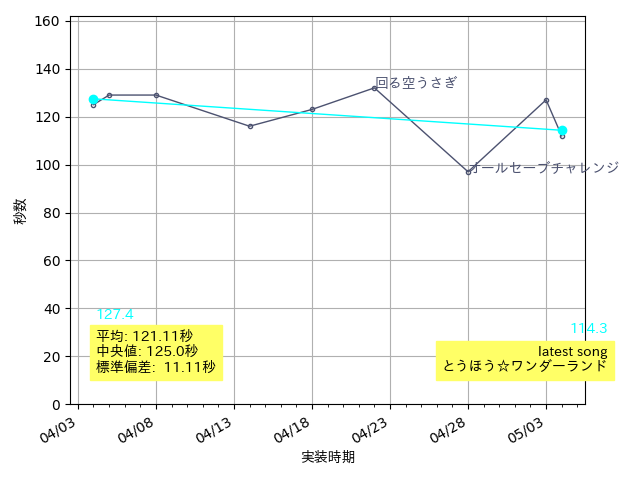 160
140
120
100
80
60
40
20
0
秒数
回る空うさぎ
オールセーブチャレンジ
127.4
114.3
平均: 121.11秒
中央値: 125.0秒
標準偏差: 11.11秒
latest song
とうほう☆ワンダーランド
04/03
04/08
04/13
04/18
04/23
04/28
05/03
実装時期